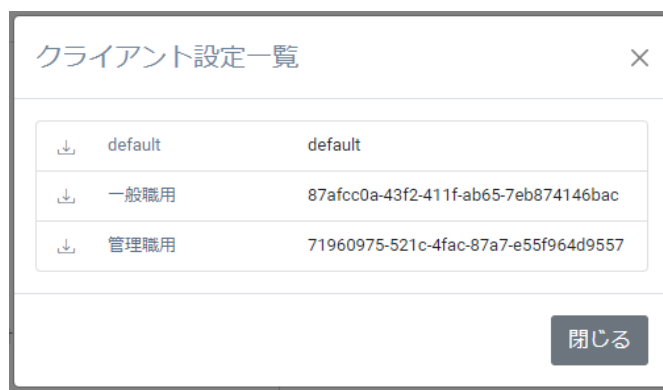 クライアント設定一覧
default default
一般職用 87afcc0a-43f2-411f-ab65-7eb874146bac
管理職用 71960975-521c-4fac-87a7-e55f964d9557
閉じる